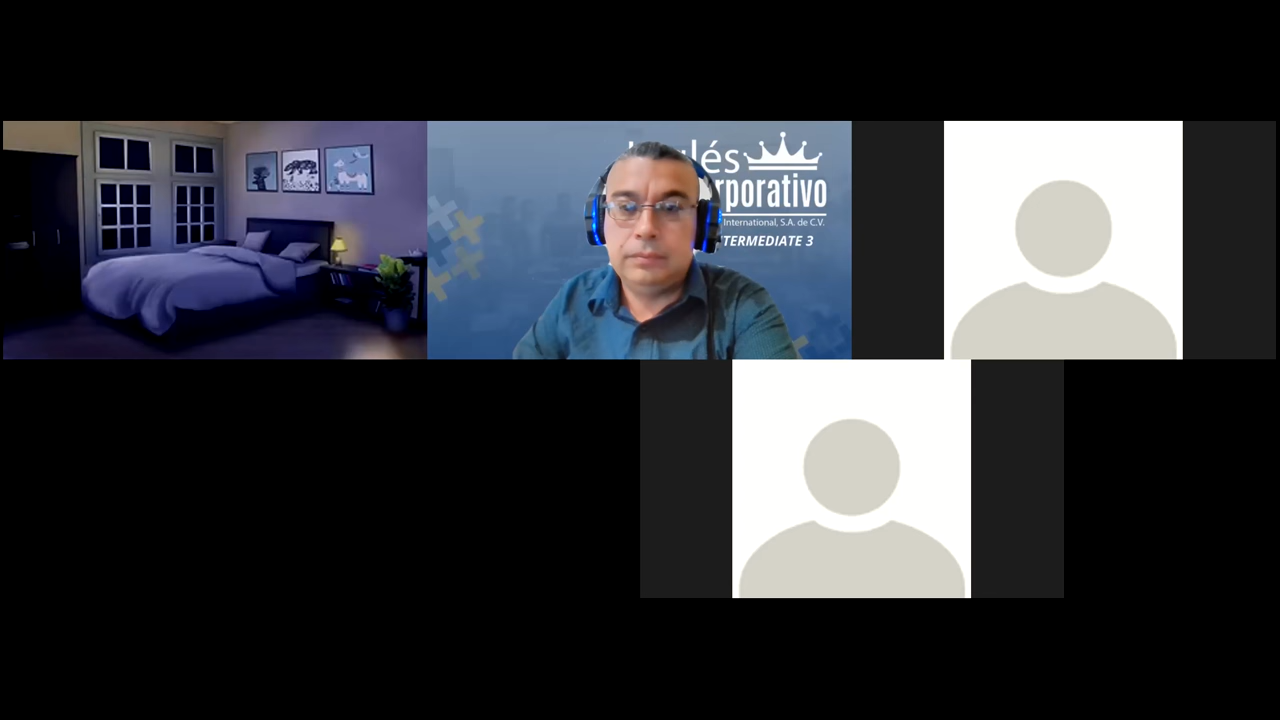 rporativo
International, S.A. de C.V.
TERMEDIATE 3